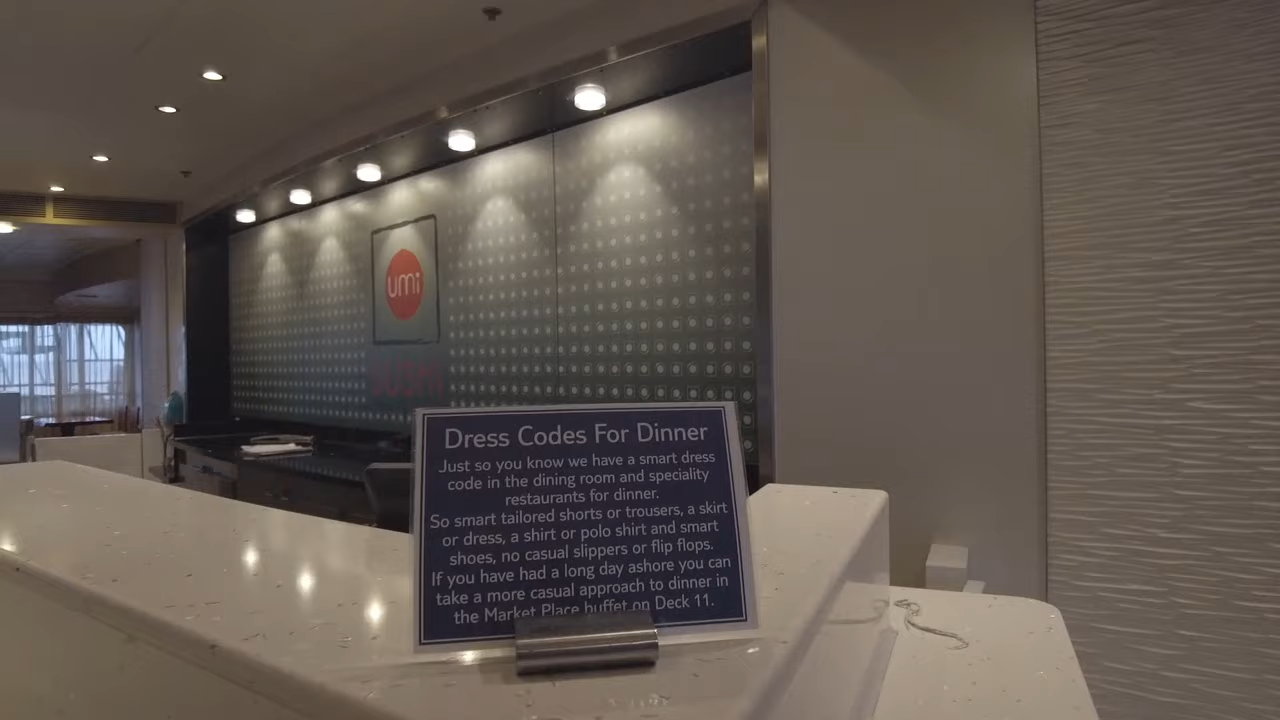 umi
SUSHI
Dress Codes For Dinner
Just so you know we have a smart dress
code in the dining room and speciality
restaurants for dinner.
So smart tailored shorts or trousers, a skirt
or dress, a shirt or polo shirt and smart
shoes, no casual slippers or flip flops.
If you have had a long day ashore you can
take a more casual approach to dinner in
the Market Place buffet on Deck 11.